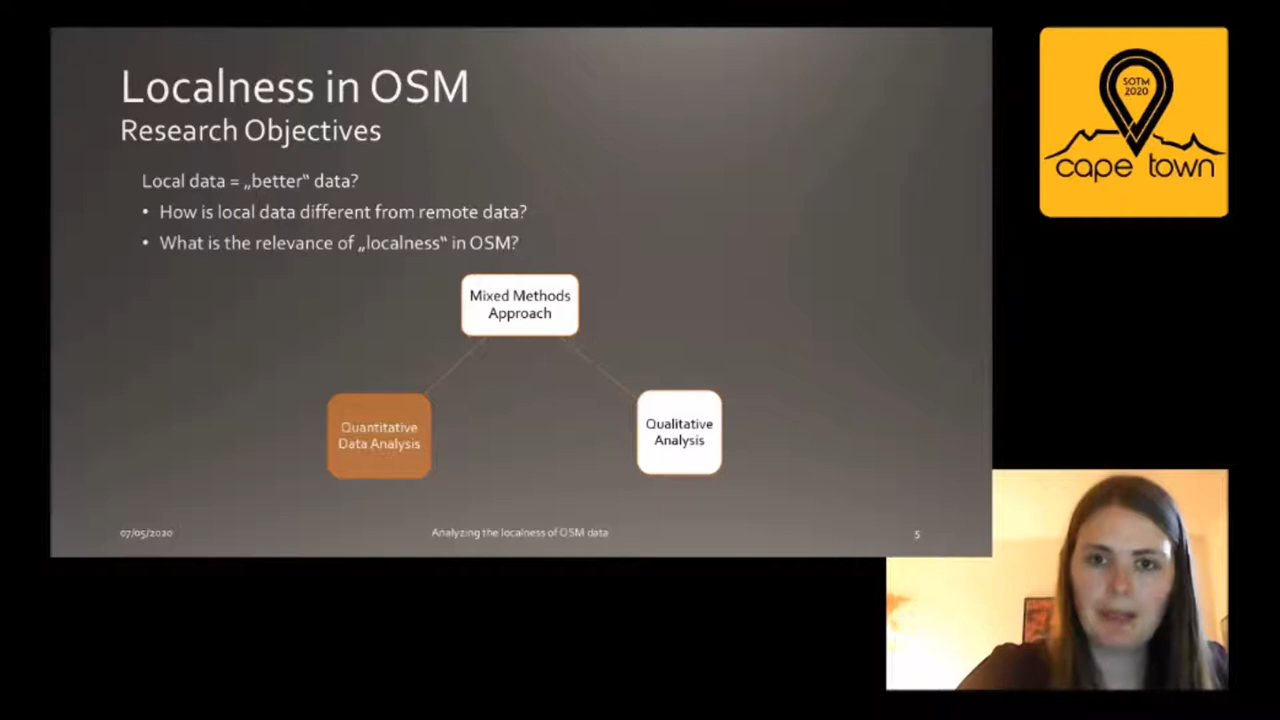 Localness in OSM
Research Objectives
Local data = „better“ data?
• How is local data different from remote data?
• What is the relevance of „localness“ in OSM?
Mixed Methods
Approach
Quantitative
Data Analysis
Qualitative
Analysis
07/05/2020
Analyzing the localness of OSM data
5
SOTM
2020
cape town